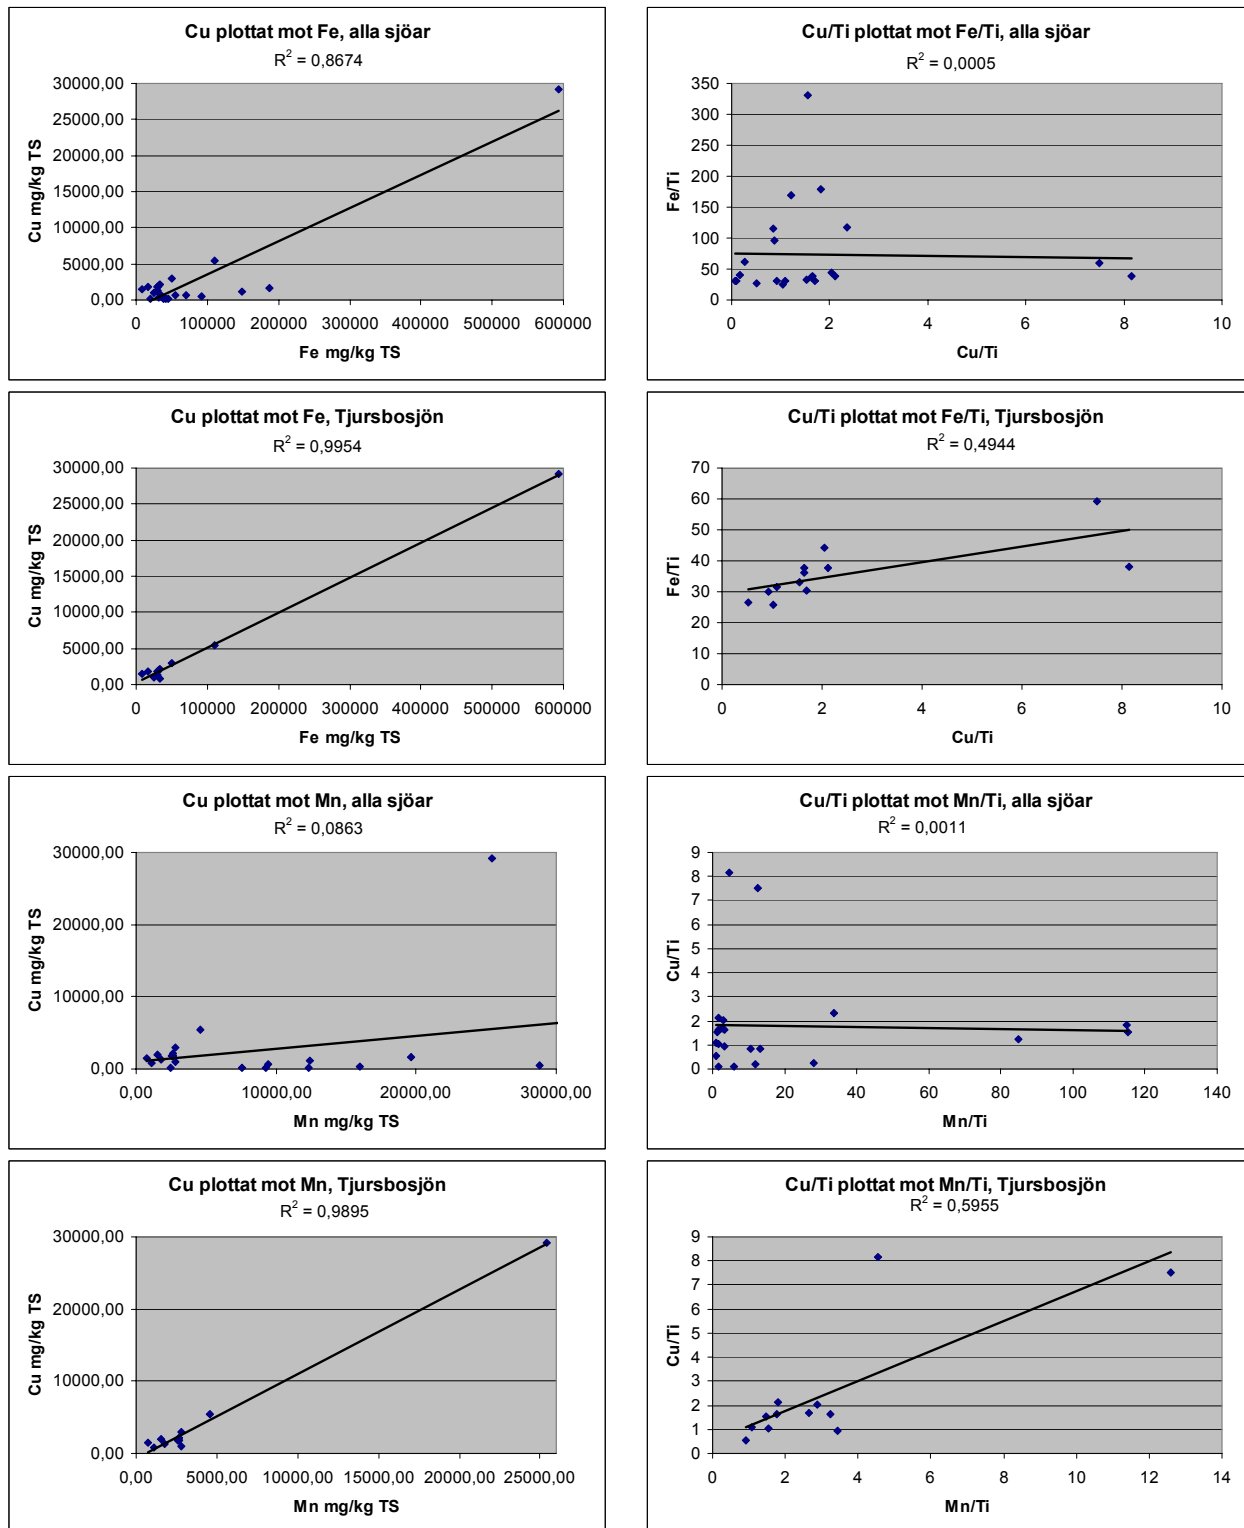 Cu plottat mot Fe, alla sjöar
R² = 0,8674
30000,00
25000,00
20000,00
15000,00
10000,00
5000,00
0,00
Cu mg/kg TS
0 100000 200000 300000 400000 500000 600000
Fe mg/kg TS
Cu/Ti plottat mot Fe/Ti, alla sjöar
R² = 0,0005
350
300
250
200
150
100
50
0
Fe/Ti
0 2 4 6 8 10
Cu/Ti
Cu plottat mot Fe, Tjursbosjön
R² = 0,9954
30000,00
25000,00
20000,00
15000,00
10000,00
5000,00
0,00
Cu mg/kg TS
0 100000 200000 300000 400000 500000 600000
Fe mg/kg TS
Cu/Ti plottat mot Fe/Ti, Tjursbosjön
R² = 0,4944
70
60
50
40
30
20
10
0
Fe/Ti
0 2 4 6 8 10
Cu/Ti
Cu plottat mot Mn, alla sjöar
R² = 0,0863
30000,00
20000,00
10000,00
0,00
Cu mg/kg TS
0,00 10000,00 20000,00 30000,00
Mn mg/kg TS
Cu/Ti plottat mot Mn/Ti, alla sjöar
R² = 0,0011
9
8
7
6
5
4
3
2
1
0
Cu/Ti
0 20 40 60 80 100 120 140
Mn/Ti
Cu plottat mot Mn, Tjursbosjön
R² = 0,9895
30000,00
20000,00
10000,00
0,00
Cu mg/kg TS
0,00 5000,00 10000,00 15000,00 20000,00 25000,00
Mn mg/kg TS
Cu/Ti plottat mot Mn/Ti, Tjursbosjön
R² = 0,5955
9
8
7
6
5
4
3
2
1
0
Cu/Ti
0 2 4 6 8 10 12 14
Mn/Ti